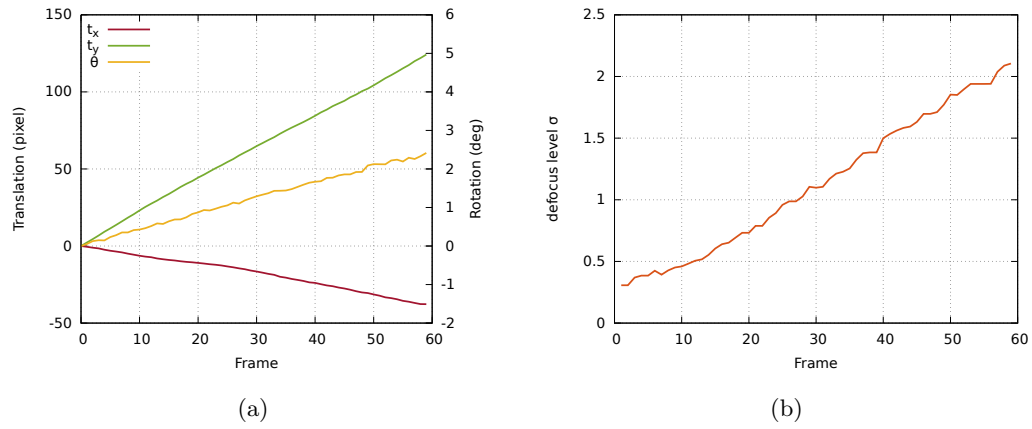 150
100
50
0
-50
6
5
4
3
2
1
0
-1
-2
0 10 20 30 40 50 60
Translation (pixel)
Rotation (deg)
Frame
tx
ty
θ
(a)
2.5
2
1.5
1
0.5
0
0 10 20 30 40 50 60
defocus level σ
Frame
(b)